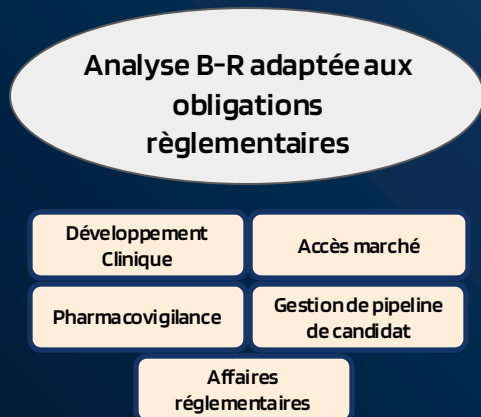 Analyse B-R adaptée aux
obligations
règlementaires
Développement
Clinique
Accès marché
Pharmacovigilance
Gestion de pipeline
de candidat
Affaires
réglementaires